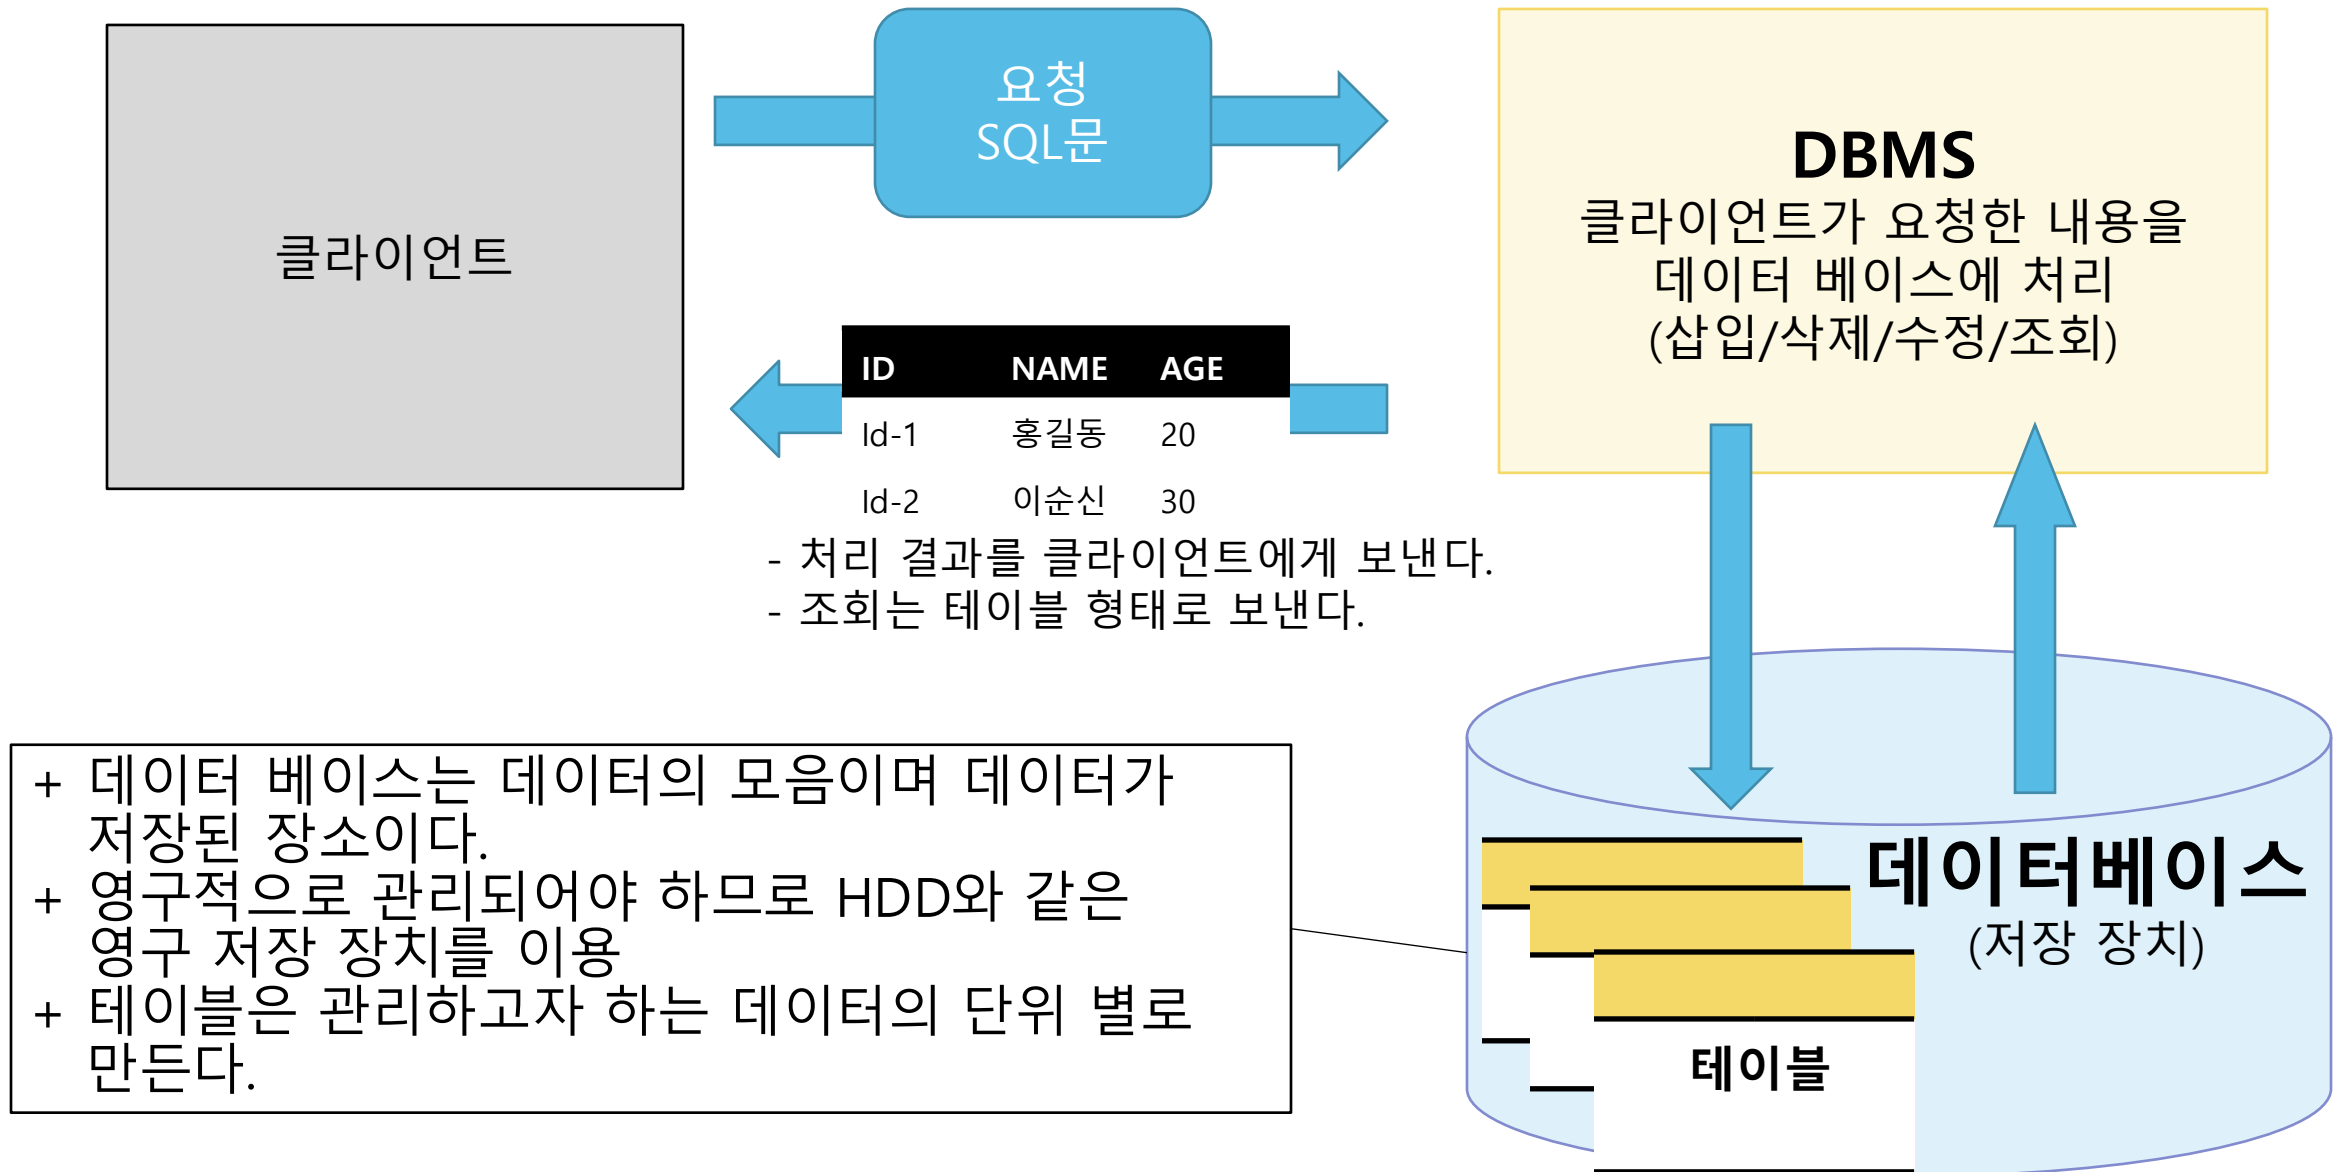 클라이언트
요청
SQL문
DBMS
클라이언트가 요청한 내용을
데이터 베이스에 처리
(삽입/삭제/수정/조회)
ID NAME AGE
Id-1 홍길동 20
Id-2 이순신 30
- 처리 결과를 클라이언트에게 보낸다.
- 조회는 테이블 형태로 보낸다.
+ 데이터 베이스는 데이터의 모음이며 데이터가
저장된 장소이다.
+ 영구적으로 관리되어야 하므로 HDD와 같은
영구 저장 장치를 이용
+ 테이블은 관리하고자 하는 데이터의 단위 별로
만든다.
데이터베이스
(저장 장치)
테이블